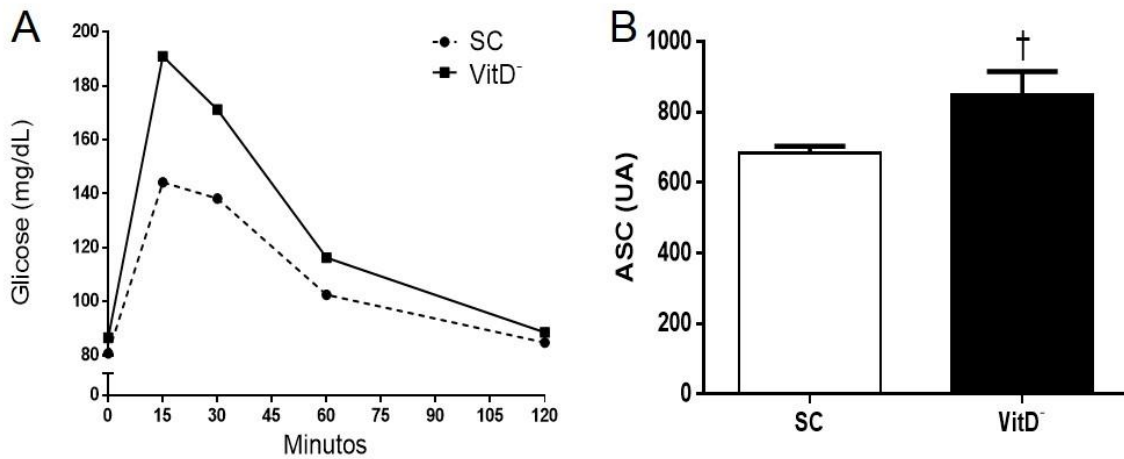 A
Glicose (mg/dL)
200
180
160
140
120
100
80
0
SC
VitD⁻
0 15 30 45 60 75 90 105 120
Minutos
B
ASC (UA)
1000
800
600
400
200
0
†
SC VitD⁻